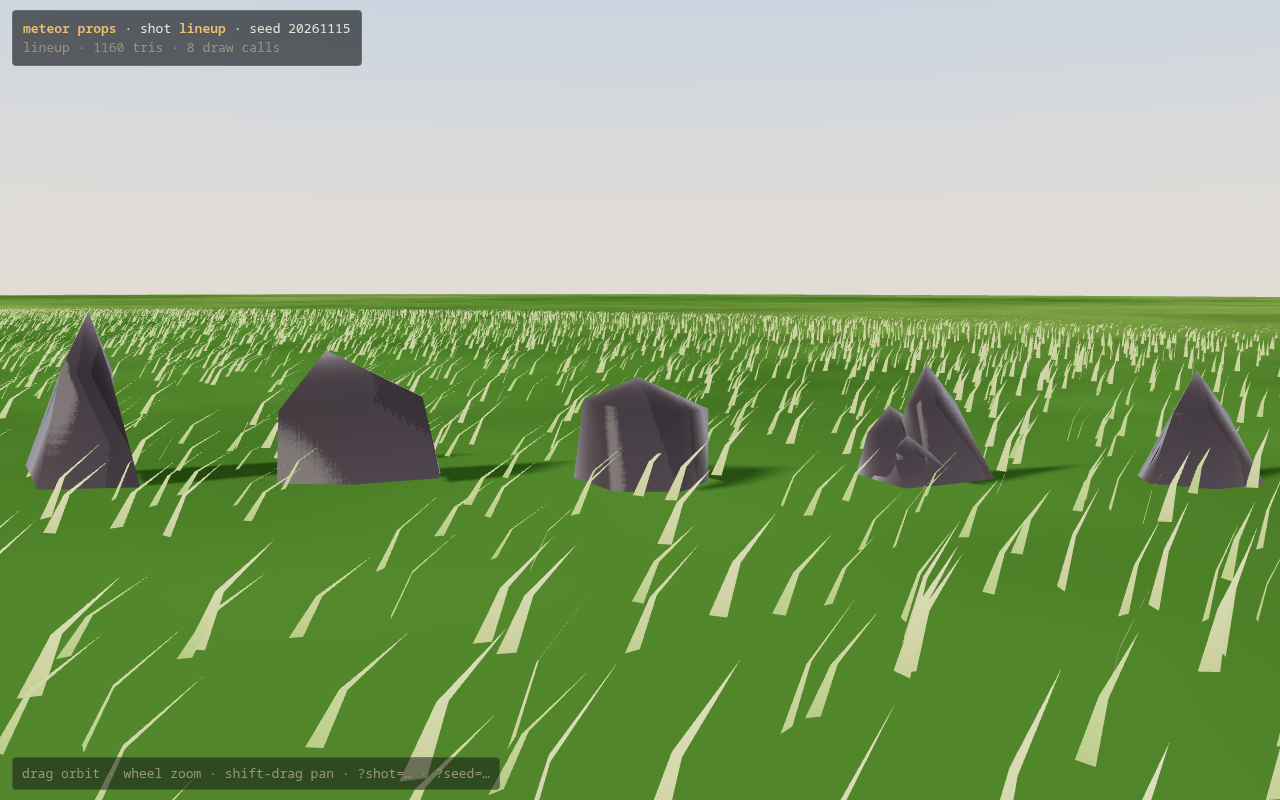 meteor props · shot lineup · seed 20261115
lineup · 1160 tris · 8 draw calls
drag orbit · wheel zoom · shift-drag pan · ?shot=… · ?seed=…